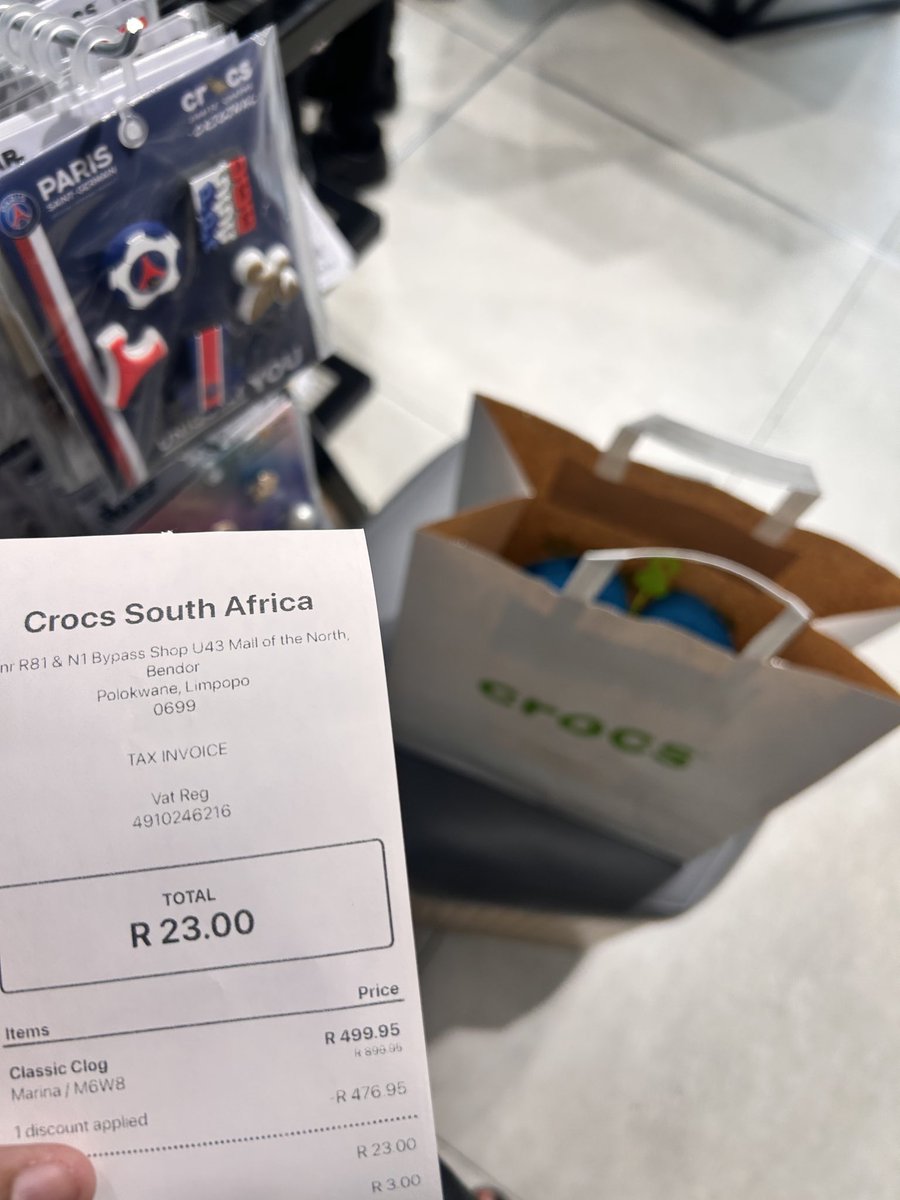 crocs
PARIS
SAINT-GERMAIN
YOU
crocs
Crocs South Africa
nr R81 & N1 Bypass Shop U43 Mall of the North,
Bendor
Polokwane, Limpopo
0699
TAX INVOICE
Vat Reg
4910246216
TOTAL
R 23.00
Items Price
Classic Clog R 499.95
Marina / M6W8 R 899.95
1 discount applied -R 476.95
R 23.00
R 3.00